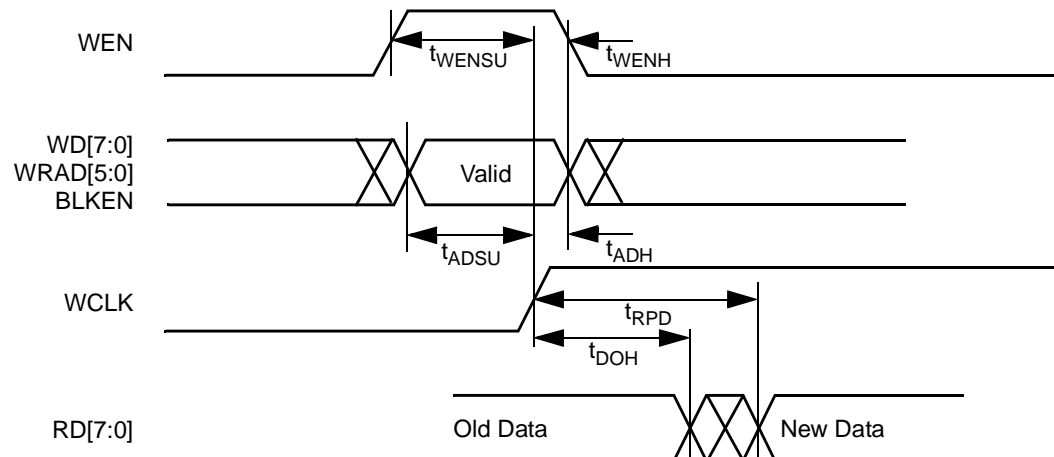 WEN
tWENSU
tWENH
WD[7:0]
WRAD[5:0]
BLKEN
Valid
tADSU
tADH
WCLK
tRPD
tDOH
RD[7:0]
Old Data
New Data